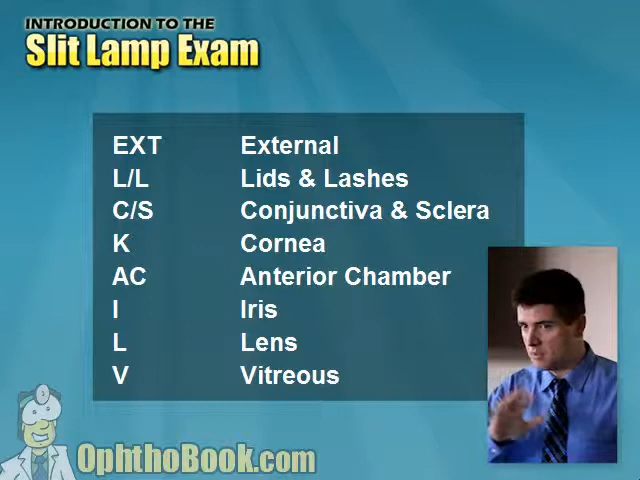 INTRODUCTION TO THE
Slit Lamp Exam
EXT External
L/L Lids & Lashes
C/S Conjunctiva & Sclera
K Cornea
AC Anterior Chamber
I Iris
L Lens
V Vitreous
OphthoBook.com